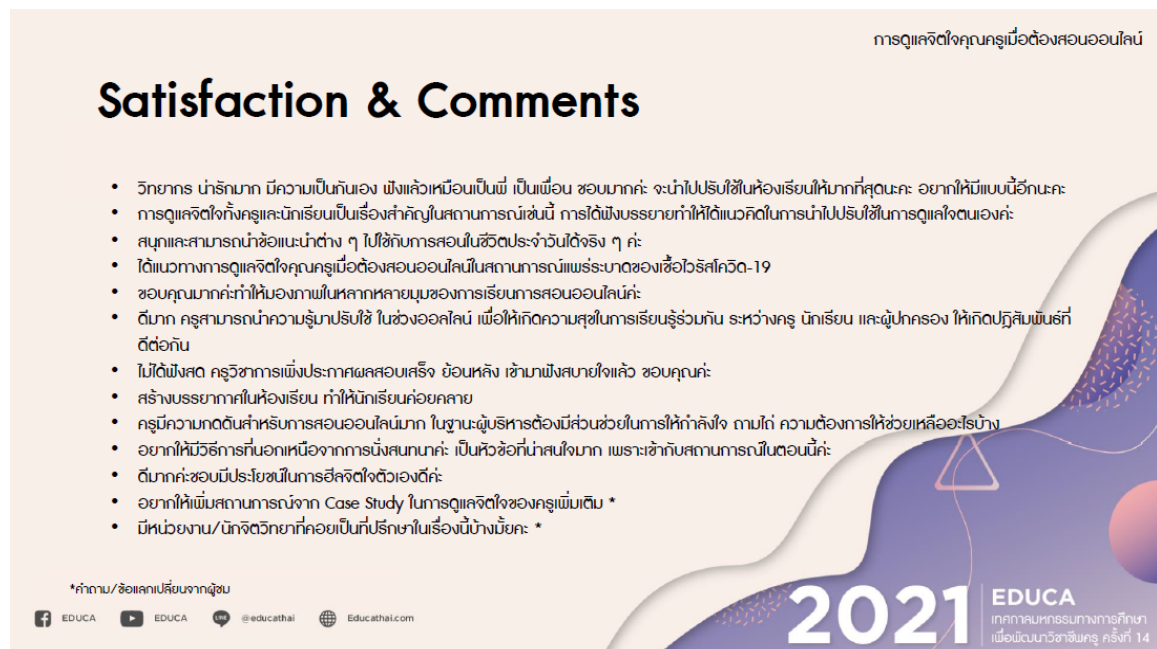 การดูแลจิตใจคุณครูเมื่อต้องสอนออนไลน์
Satisfaction & Comments
• วิทยากร น่ารักมาก มีความเป็นกันเอง ฟังแล้วเหมือนเป็นพี่ เป็นเพื่อน ชอบมากค่ะ จะนำไปปรับใช้ในห้องเรียนให้มากที่สุดนะคะ อยากให้มีแบบนี้อีกนะคะ
• การดูแลจิตใจทั้งครูและนักเรียนเป็นเรื่องสำคัญในสถานการณ์เช่นนี้ การได้ฟังบรรยายทำให้ได้แนวคิดในการนำไปปรับใช้ในการดูแลใจตนเองค่ะ
• สนุกและสามารถนำข้อแนะนำต่าง ๆ ไปใช้กับการสอนในชีวิตประจำวันได้จริง ๆ ค่ะ
• ได้แนวทางการดูแลจิตใจคุณครูเมื่อต้องสอนออนไลน์ในสถานการณ์แพร่ระบาดของเชื้อไวรัสโควิด-19
• ขอบคุณมากค่ะทำให้มองภาพในหลากหลายมุมของการเรียนการสอนออนไลน์ค่ะ
• ดีมาก ครูสามารถนำความรู้มาปรับใช้ ในช่วงออลไลน์ เพื่อให้เกิดความสุขในการเรียนรู้ร่วมกัน ระหว่างครู นักเรียน และผู้ปกครอง ให้เกิดปฏิสัมพันธ์ที่
ดีต่อกัน
• ไม่ได้ฟังสด ครูวิชาการเพิ่งประกาศผลสอบเสร็จ ย้อนหลัง เข้ามาฟังสบายใจแล้ว ขอบคุณค่ะ
• สร้างบรรยากาศในห้องเรียน ทำให้นักเรียนค่อยคลาย
• ครูมีความกดดันสำหรับการสอนออนไลน์มาก ในฐานะผู้บริหารต้องมีส่วนช่วยในการให้กำลังใจ ถามไถ่ ความต้องการให้ช่วยเหลืออะไรบ้าง
• อยากให้มีวิธีการที่นอกเหนือจากการนั่งสนทนาค่ะ เป็นหัวข้อที่น่าสนใจมาก เพราะเข้ากับสถานการณ์ในตอนนี้ค่ะ
• ดีมากค่ะชอบมีประโยชน์ในการฮีลจิตใจตัวเองดีค่ะ
• อยากให้เพิ่มสถานการณ์จาก Case Study ในการดูแลจิตใจของครูเพิ่มเติม *
• มีหน่วยงาน/นักจิตวิทยาที่คอยเป็นที่ปรึกษาในเรื่องนี้บ้างมั้ยคะ *
*คำถาม/ข้อแลกเปลี่ยนจากผู้ชม
EDUCA EDUCA LINE @educathai Educathai.com
2021 EDUCA
เทศกาลมหกรรมทางการศึกษา
เพื่อพัฒนาวิชาชีพครู ครั้งที่ 14